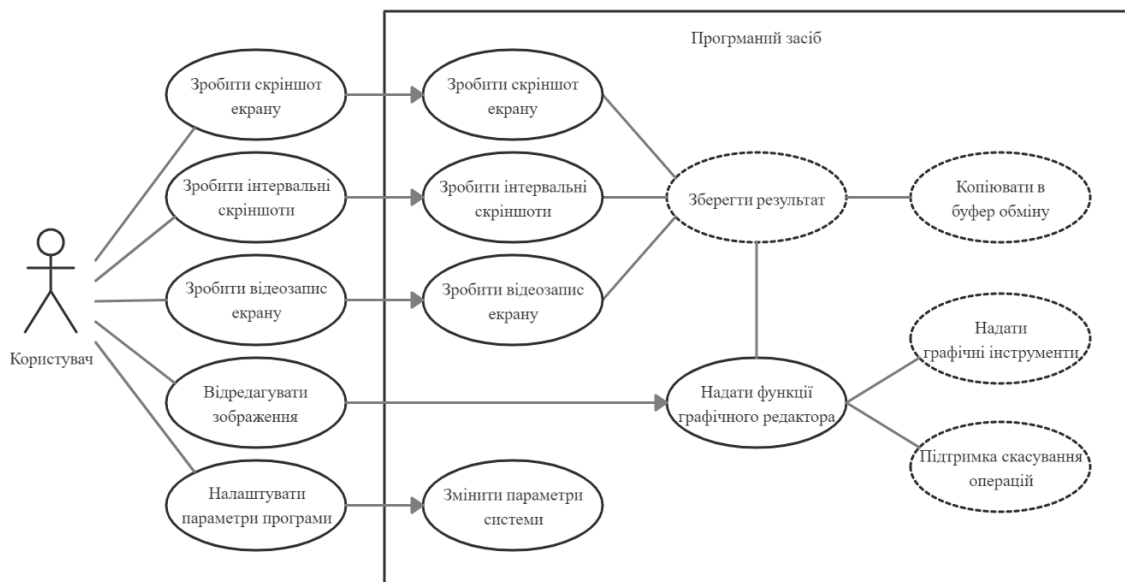 Прогрманий засіб
Зробити скріншот
екрану
Зробити скріншот
екрану
Зробити інтервальні
скріншоти
Зробити інтервальні
скріншоти
Зберегти результат
Копіювати в
буфер обміну
Користувач
Зробити відеозапис
екрану
Зробити відеозапис
екрану
Надати
графічні інструменти
Відредагувати
зображення
Надати функції
графічного редактора
Підтримка скасування
операцій
Налаштувати
параметри програми
Змінити параметри
системи